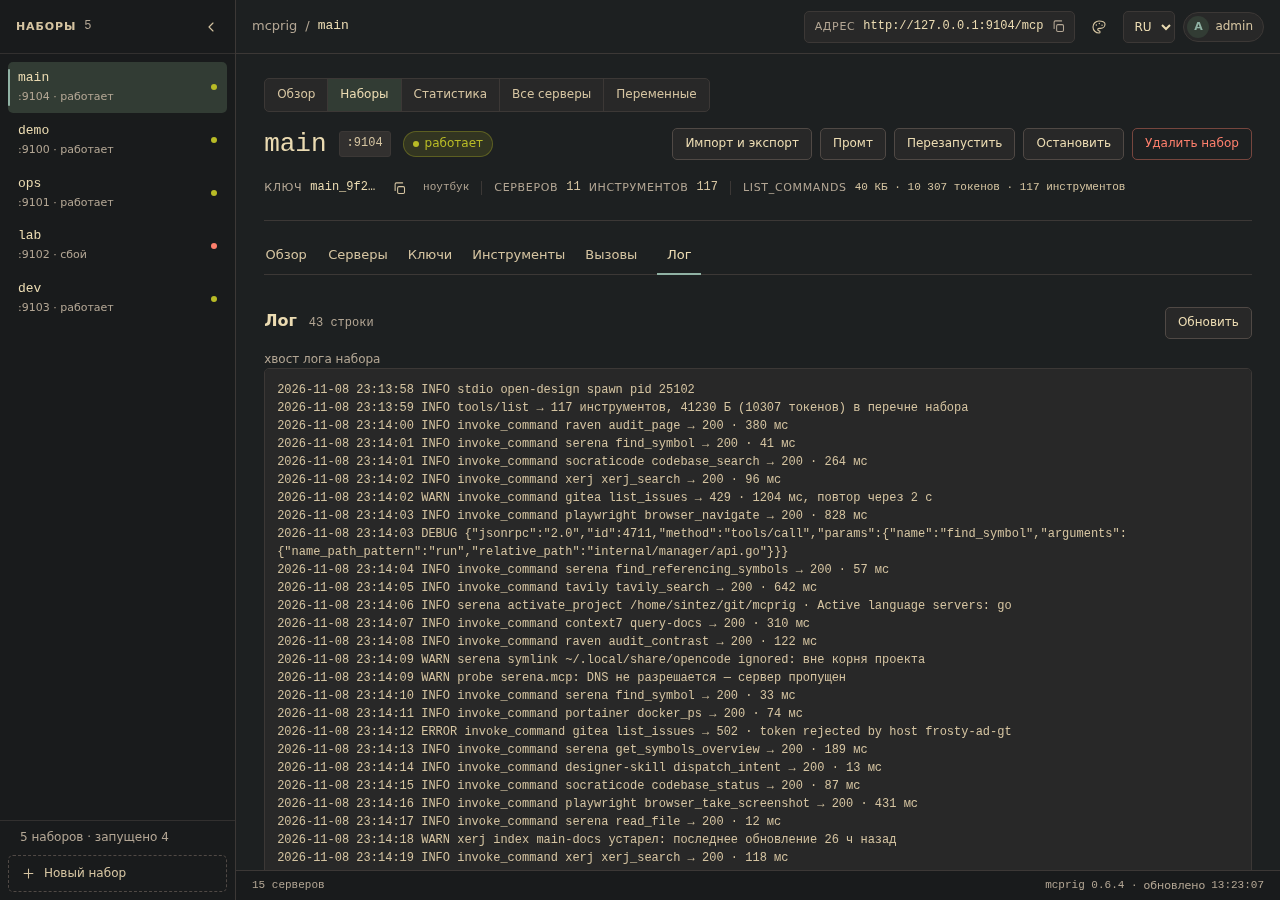 НАБОРЫ 5
mcprig / main
АДРЕС http://127.0.0.1:9104/mcp
RU
A admin
main
:9104 · работает
demo
:9100 · работает
ops
:9101 · работает
lab
:9102 · сбой
dev
:9103 · работает
5 наборов · запущено 4
Новый набор
Обзор Наборы Статистика Все серверы Переменные
main :9104 работает
Импорт и экспорт Промт Перезапустить Остановить Удалить набор
КЛЮЧ main_9f2… ноутбук СЕРВЕРОВ 11 ИНСТРУМЕНТОВ 117 LIST_COMMANDS 40 КБ · 10 307 токенов · 117 инструментов
Обзор Серверы Ключи Инструменты Вызовы Лог
Лог 43 строки
Обновить
хвост лога набора
2026-11-08 23:13:58 INFO stdio open-design spawn pid 25102
2026-11-08 23:13:59 INFO tools/list → 117 инструментов, 41230 Б (10307 токенов) в перечне набора
2026-11-08 23:14:00 INFO invoke_command raven audit_page → 200 · 380 мс
2026-11-08 23:14:01 INFO invoke_command serena find_symbol → 200 · 41 мс
2026-11-08 23:14:01 INFO invoke_command socraticode codebase_search → 200 · 264 мс
2026-11-08 23:14:02 INFO invoke_command xerj xerj_search → 200 · 96 мс
2026-11-08 23:14:02 WARN invoke_command gitea list_issues → 429 · 1204 мс, повтор через 2 с
2026-11-08 23:14:03 INFO invoke_command playwright browser_navigate → 200 · 828 мс
2026-11-08 23:14:03 DEBUG {"jsonrpc":"2.0","id":4711,"method":"tools/call","params":{"name":"find_symbol","arguments":
{"name_path_pattern":"run","relative_path":"internal/manager/api.go"}}}
2026-11-08 23:14:04 INFO invoke_command serena find_referencing_symbols → 200 · 57 мс
2026-11-08 23:14:05 INFO invoke_command tavily tavily_search → 200 · 642 мс
2026-11-08 23:14:06 INFO serena activate_project /home/sintez/git/mcprig · Active language servers: go
2026-11-08 23:14:07 INFO invoke_command context7 query-docs → 200 · 310 мс
2026-11-08 23:14:08 INFO invoke_command raven audit_contrast → 200 · 122 мс
2026-11-08 23:14:09 WARN serena symlink ~/.local/share/opencode ignored: вне корня проекта
2026-11-08 23:14:09 WARN probe serena.mcp: DNS не разрешается — сервер пропущен
2026-11-08 23:14:10 INFO invoke_command serena find_symbol → 200 · 33 мс
2026-11-08 23:14:11 INFO invoke_command portainer docker_ps → 200 · 74 мс
2026-11-08 23:14:12 ERROR invoke_command gitea list_issues → 502 · token rejected by host frosty-ad-gt
2026-11-08 23:14:13 INFO invoke_command serena get_symbols_overview → 200 · 189 мс
2026-11-08 23:14:14 INFO invoke_command designer-skill dispatch_intent → 200 · 13 мс
2026-11-08 23:14:15 INFO invoke_command socraticode codebase_status → 200 · 87 мс
2026-11-08 23:14:16 INFO invoke_command playwright browser_take_screenshot → 200 · 431 мс
2026-11-08 23:14:17 INFO invoke_command serena read_file → 200 · 12 мс
2026-11-08 23:14:18 WARN xerj index main-docs устарел: последнее обновление 26 ч назад
2026-11-08 23:14:19 INFO invoke_command xerj xerj_search → 200 · 118 мс
15 серверов
mcprig 0.6.4 · обновлено 13:23:07